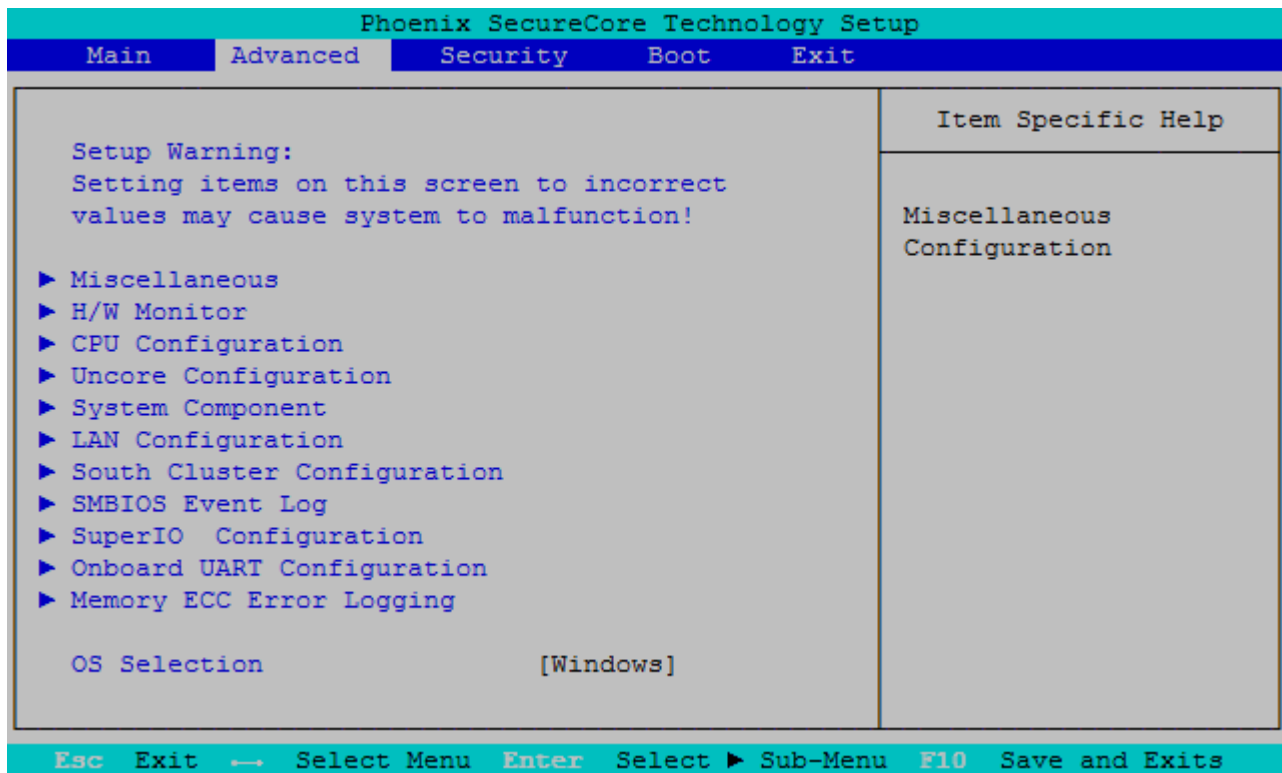 Phoenix SecureCore Technology Setup
Main Advanced Security Boot Exit
Setup Warning:
Setting items on this screen to incorrect
values may cause system to malfunction!
▶ Miscellaneous
▶ H/W Monitor
▶ CPU Configuration
▶ Uncore Configuration
▶ System Component
▶ LAN Configuration
▶ South Cluster Configuration
▶ SMBIOS Event Log
▶ SuperIO  Configuration
▶ Onboard UART Configuration
▶ Memory ECC Error Logging
OS Selection [Windows]
Item Specific Help
Miscellaneous
Configuration
Esc Exit ↔ Select Menu Enter Select ▶ Sub-Menu F10 Save and Exits